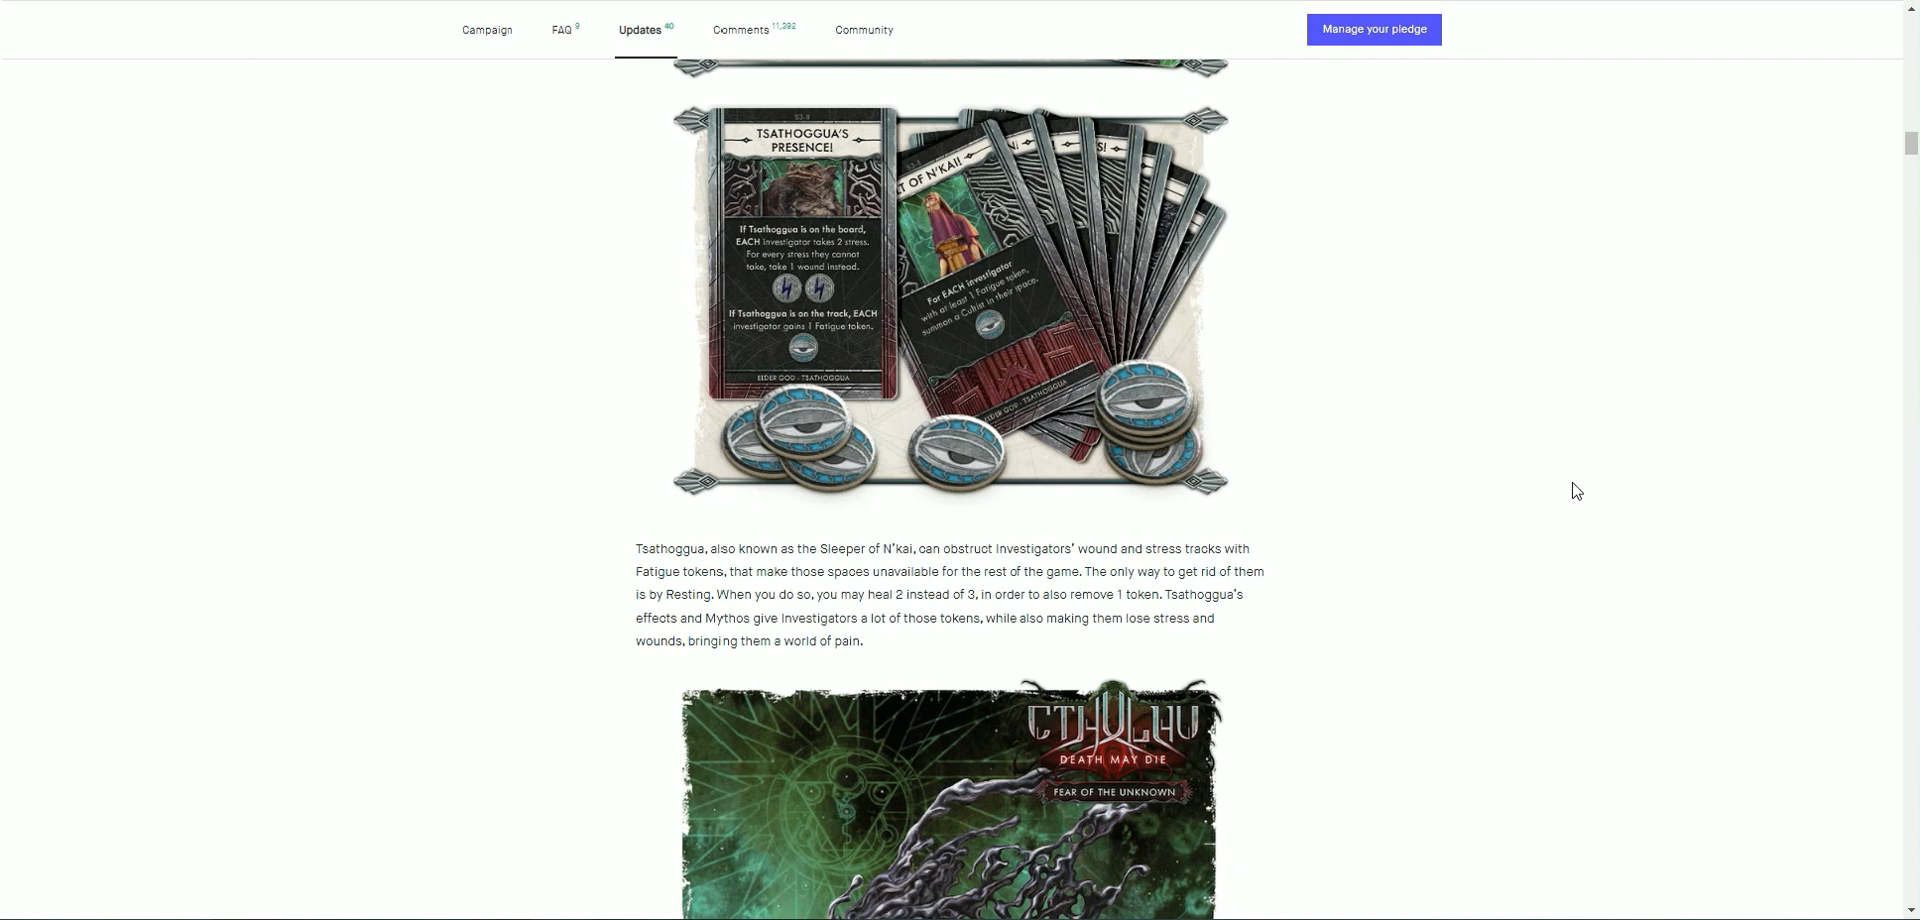 Campaign FAQ 9 Updates 40 Comments 11,392 Community Manage your pledge
TSATHOGGUA'S
PRESENCE!
If Tsathoggua is on the board,
EACH investigator takes 2 stress.
For every stress they cannot
take, take 1 wound instead.
If Tsathoggua is on the track, EACH
investigator gains 1 Fatigue token.
ELDER GOD · TSATHOGGUA
T OF N'KAI!
For EACH investigator
with at least 1 Fatigue token,
summon a Cultist in their space.
ELDER GOD · TSATHOGGUA
Tsathoggua, also known as the Sleeper of N'kai, can obstruct Investigators' wound and stress tracks with
Fatigue tokens, that make those spaces unavailable for the rest of the game. The only way to get rid of them
is by Resting. When you do so, you may heal 2 instead of 3, in order to also remove 1 token. Tsathoggua's
effects and Mythos give Investigators a lot of those tokens, while also making them lose stress and
wounds, bringing them a world of pain.
CTHULHU
DEATH MAY DIE
FEAR OF THE UNKNOWN